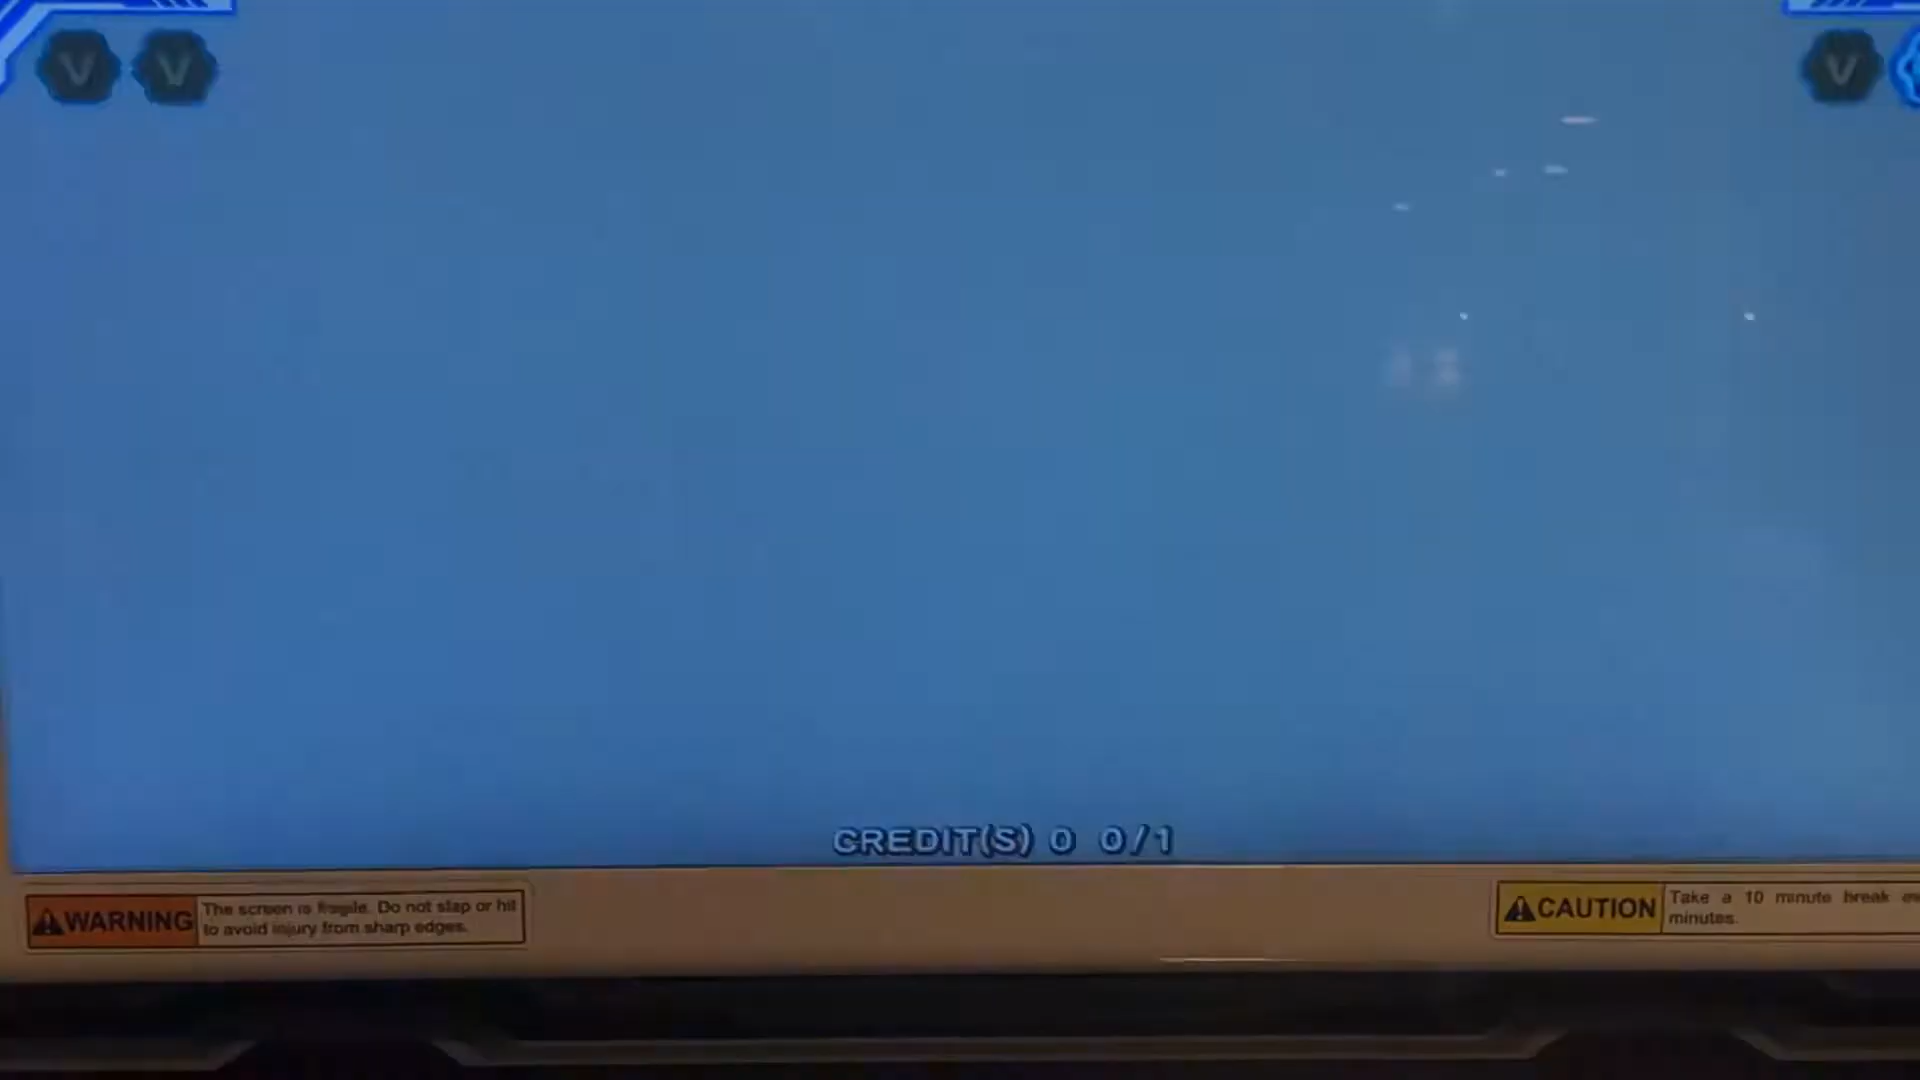 V V V
CREDIT(S) 0 0/1
WARNING
The screen is fragile. Do not slap or hit
to avoid injury from sharp edges.
CAUTION
Take a 10 minute break
minutes.